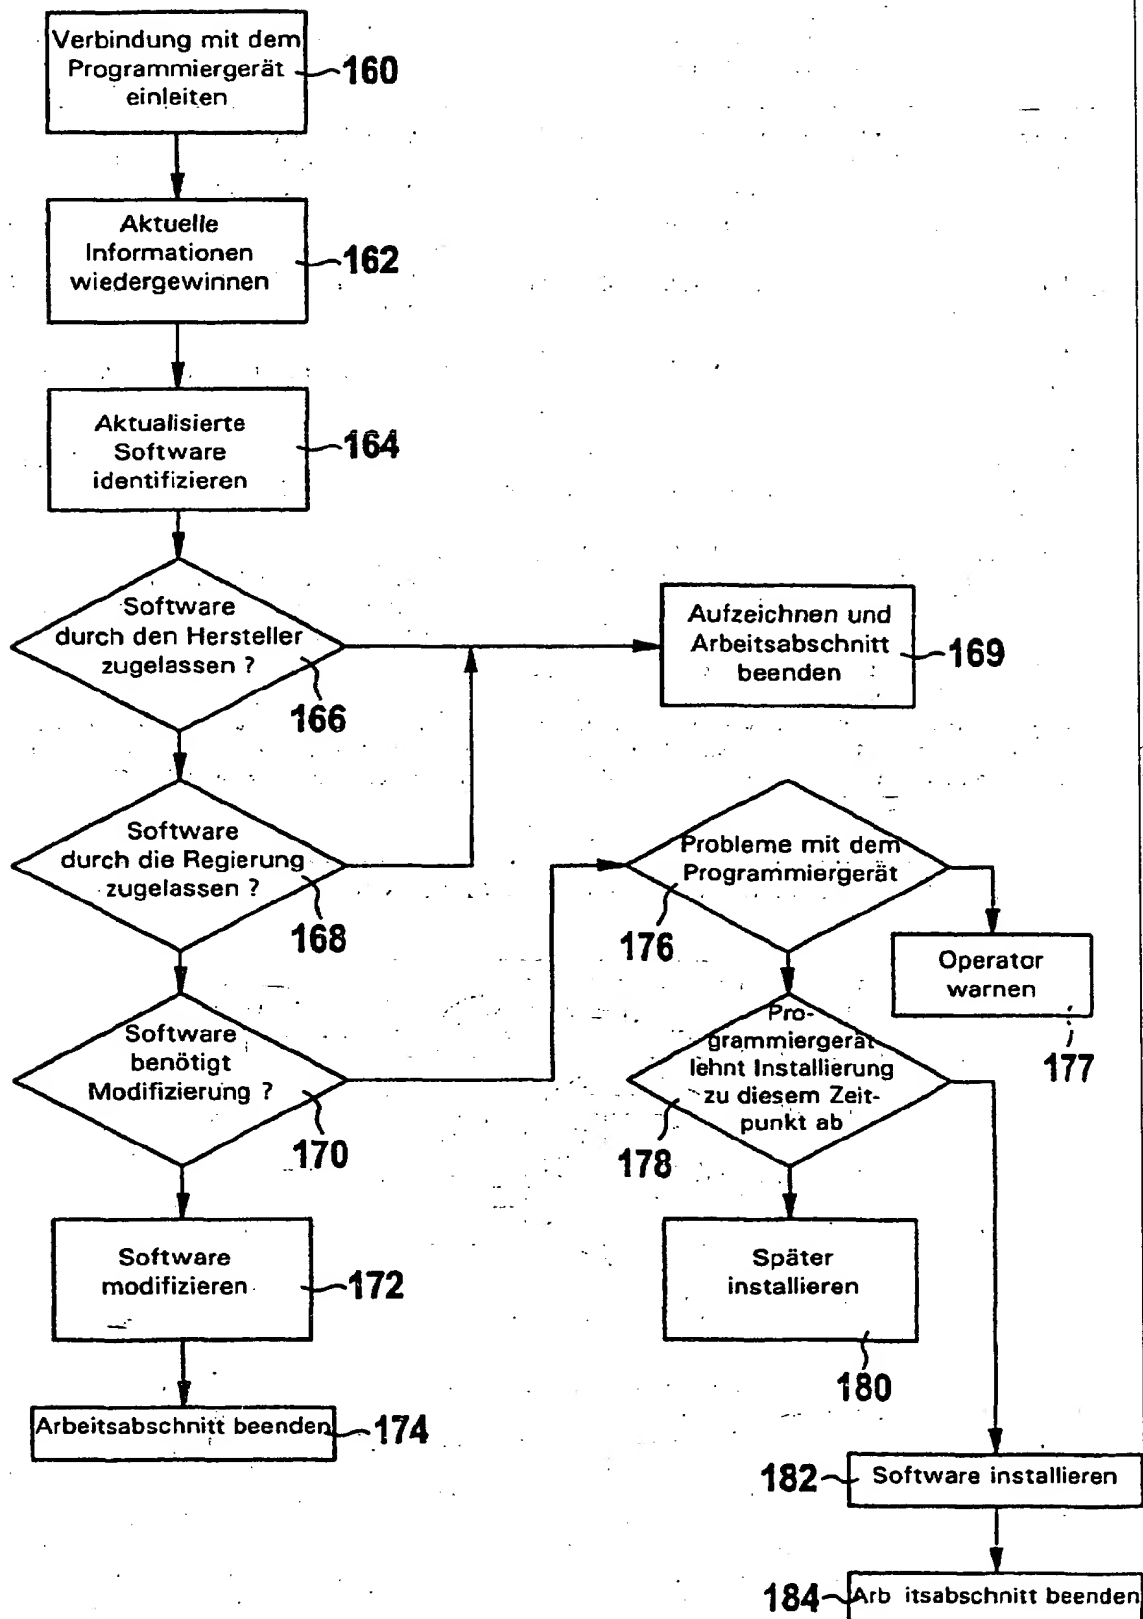 Verbindung mit dem
Programmiergerät
einleiten
160
Aktuelle
Informationen
wiedergewinnen
162
Aktualisierte
Software
identifizieren
164
Software
durch den Hersteller
zugelassen ?
166
Aufzeichnen und
Arbeitsabschnitt
beenden
169
Software
durch die Regierung
zugelassen ?
168
Probleme mit dem
Programmiergerät
176
Operator
warnen
177
Software
benötigt
Modifizierung ?
170
Pro-
grammiergerät
lehnt Installierung
zu diesem Zeit-
punkt ab
178
Software
modifizieren
172
Später
installieren
180
Arbeitsabschnitt beenden
174
182
Software installieren
184
Arb itsabschnitt beenden